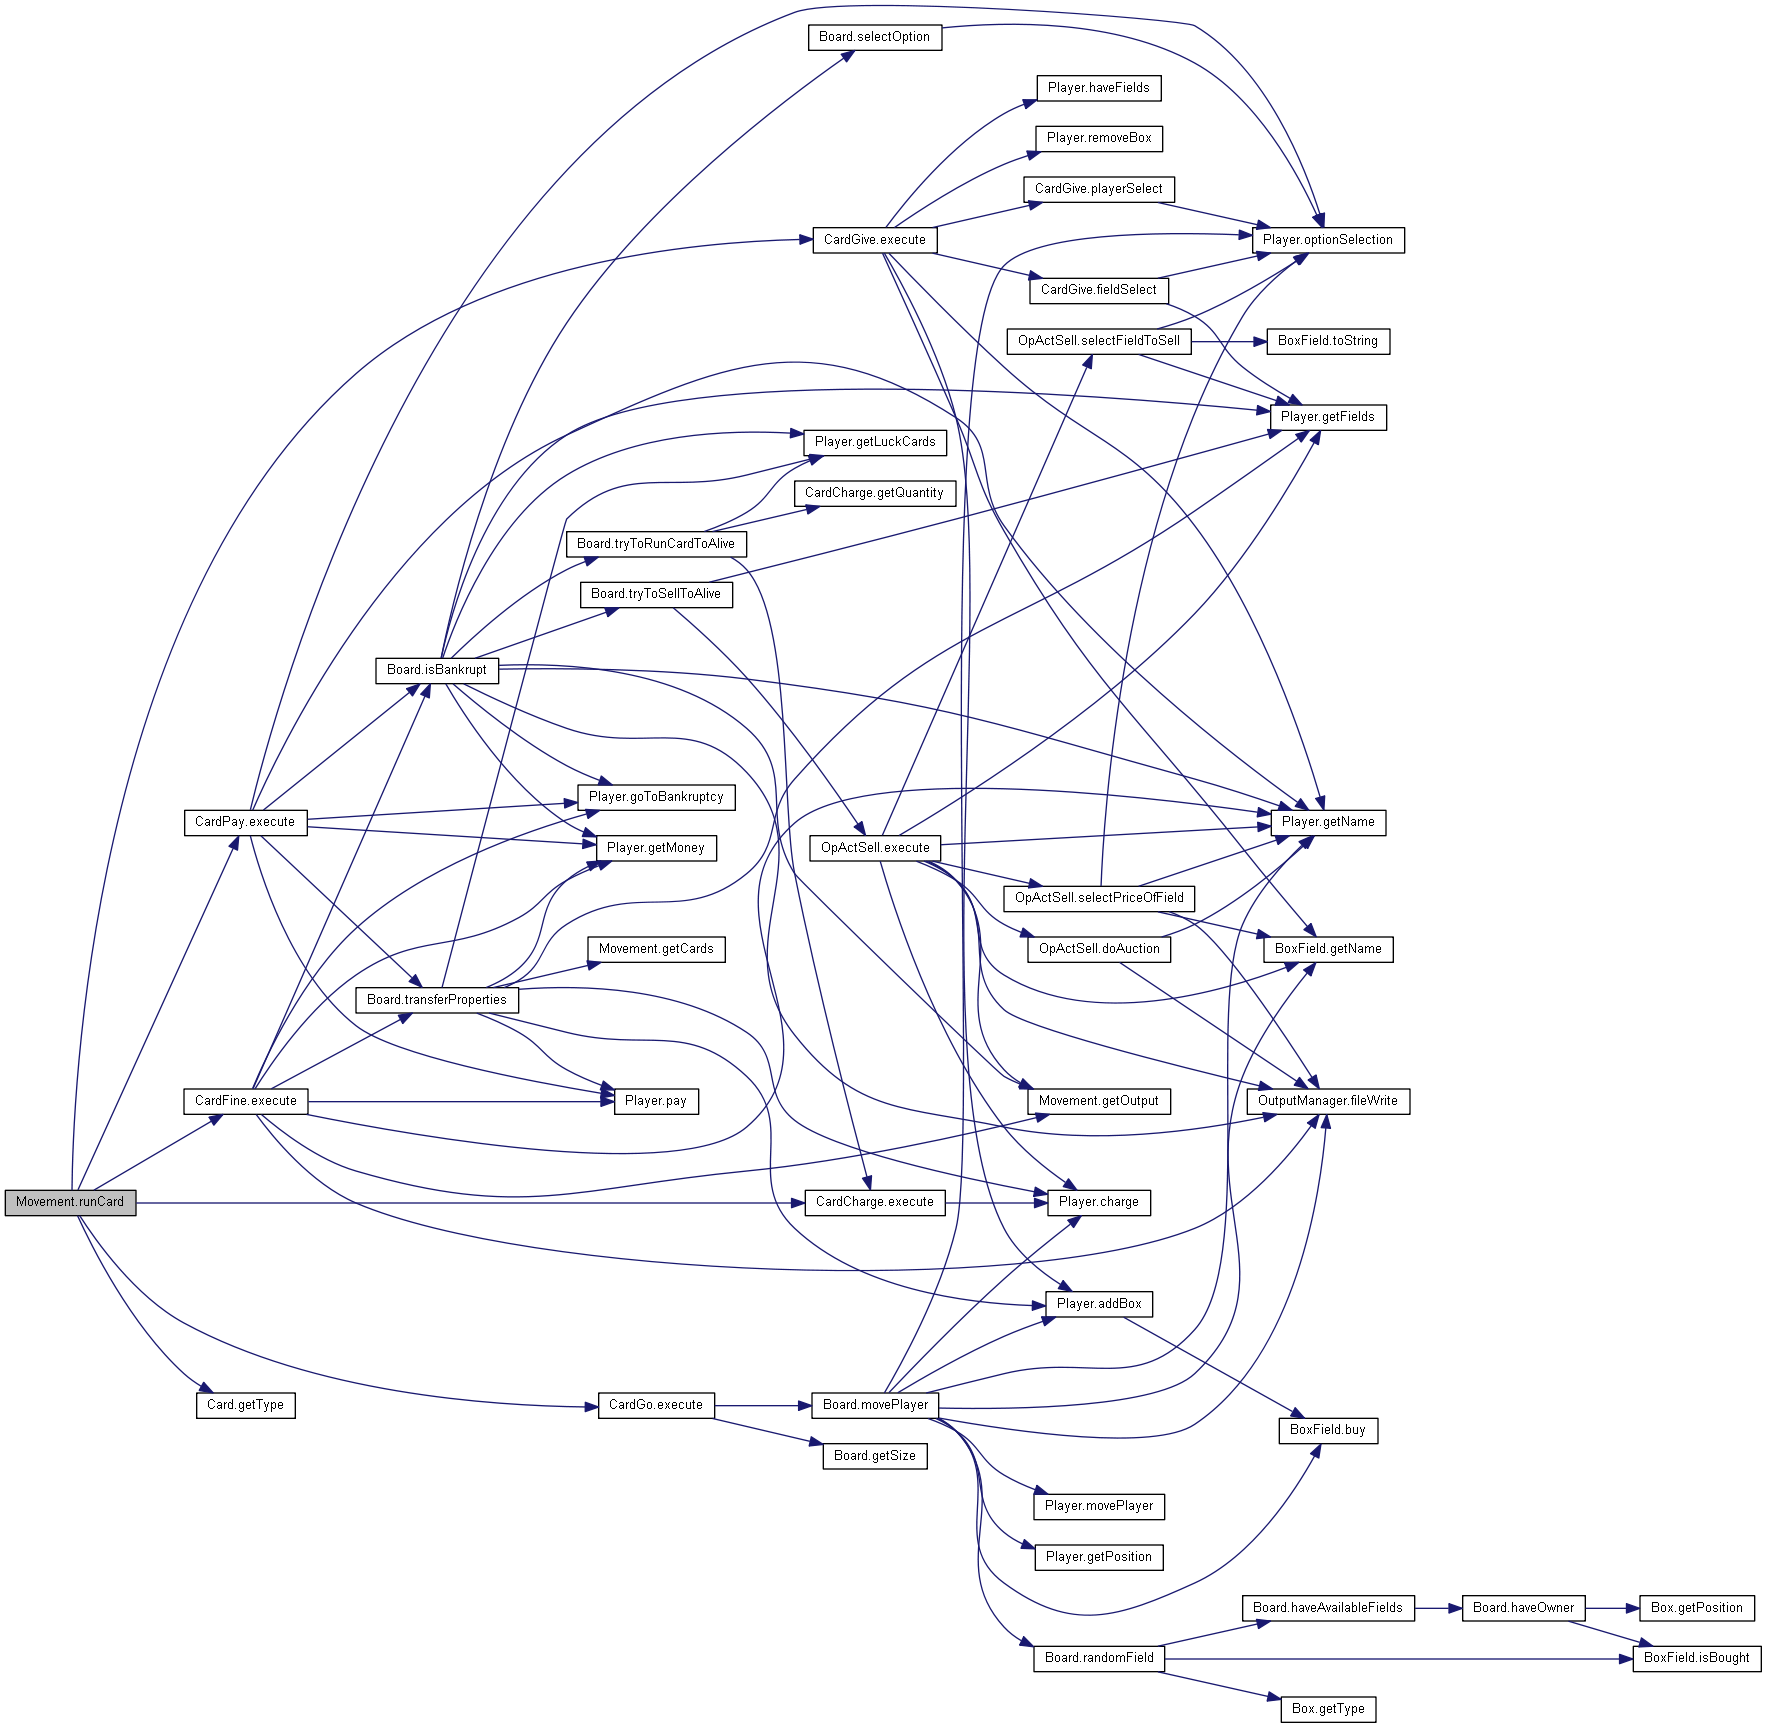 Board.selectOption
Player.haveFields
Player.removeBox
CardGive.playerSelect
CardGive.execute
Player.optionSelection
CardGive.fieldSelect
OpActSell.selectFieldToSell
BoxField.toString
Player.getFields
Player.getLuckCards
CardCharge.getQuantity
Board.tryToRunCardToAlive
Board.tryToSellToAlive
Board.isBankrupt
Player.goToBankruptcy
CardPay.execute
Player.getName
Player.getMoney
OpActSell.execute
OpActSell.selectPriceOfField
Movement.getCards
OpActSell.doAuction
BoxField.getName
Board.transferProperties
CardFine.execute
Player.pay
Movement.getOutput
OutputManager.fileWrite
Movement.runCard
CardCharge.execute
Player.charge
Player.addBox
Card.getType
CardGo.execute
Board.movePlayer
BoxField.buy
Board.getSize
Player.movePlayer
Player.getPosition
Board.haveAvailableFields
Board.haveOwner
Box.getPosition
Board.randomField
BoxField.isBought
Box.getType